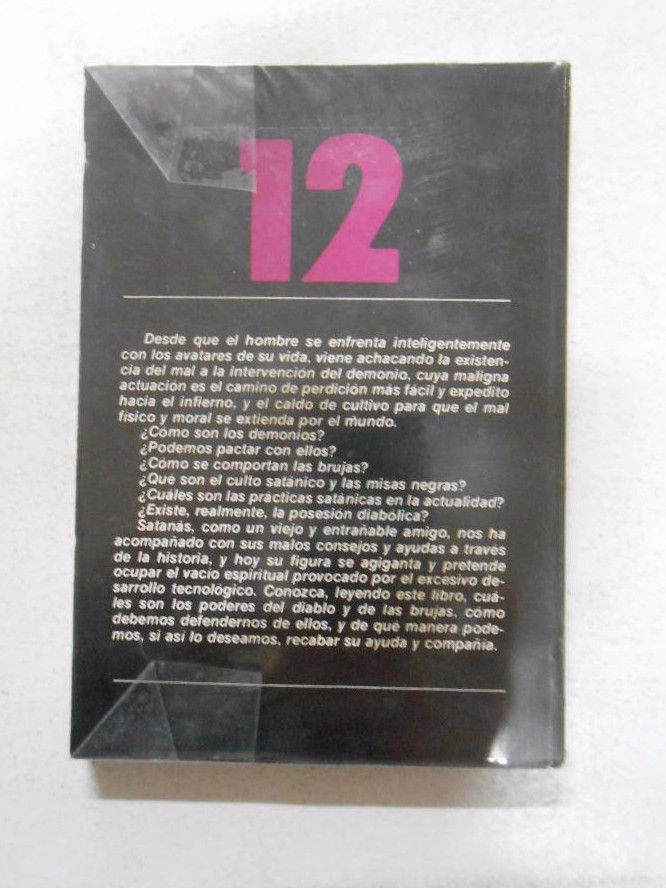 12
Desde que el hombre se enfrenta inteligentemente
con los avatares de su vida, viene achacando la existen-
cia del mal a la intervención del demonio, cuya maligna
actuación es el camino de perdición más fácil y expedito
hacia el infierno, y el caldo de cultivo para que el mal
físico y moral se extienda por el mundo.
¿Cómo son los demonios?
¿Podemos pactar con ellos?
¿Cómo se comportan las brujas?
¿Qué son el culto satánico y las misas negras?
¿Cuáles son las prácticas satánicas en la actualidad?
¿Existe, realmente, la posesión diabólica?
Satanás, como un viejo y entrañable amigo, nos ha
acompañado con sus malos consejos y ayudas a través
de la historia, y hoy su figura se agiganta y pretende
ocupar el vacío espiritual provocado por el excesivo de-
sarrollo tecnológico. Conozca, leyendo este libro, cuá-
les son los poderes del diablo y de las brujas, cómo
debemos defendernos de ellos, y de qué manera pode-
mos, si así lo deseamos, recabar su ayuda y compañía.